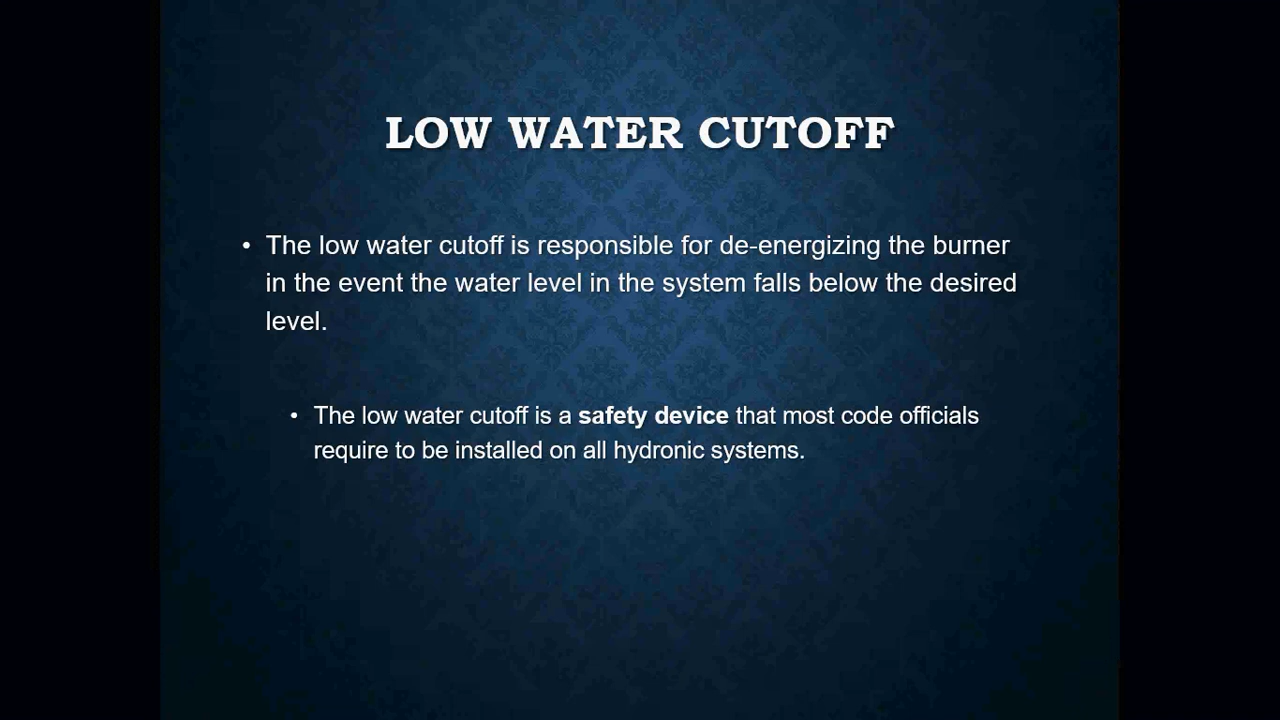 LOW WATER CUTOFF
• The low water cutoff is responsible for de-energizing the burner
in the event the water level in the system falls below the desired
level.
• The low water cutoff is a safety device that most code officials
require to be installed on all hydronic systems.